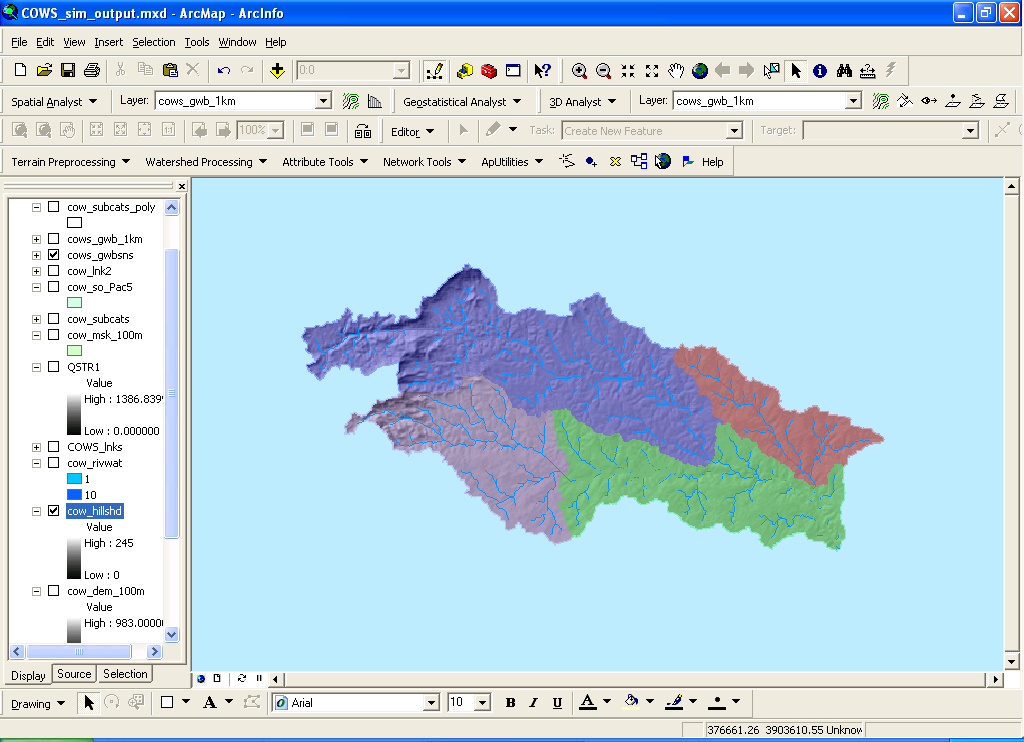 COWS_sim_output.mxd - ArcMap - ArcInfo
File Edit View Insert Selection Tools Window Help
0:0
Spatial Analyst Layer: cows_gwb_1km Geostatistical Analyst 3D Analyst Layer: cows_gwb_1km
100% Editor Task: Create New Feature Target:
Terrain Preprocessing Watershed Processing Attribute Tools Network Tools ApUtilities Help
cow_subcats_poly
cows_gwb_1km
cows_gwbsns
cow_lnk2
cow_so_Pac5
cow_subcats
cow_msk_100m
QSTR1
Value
High : 1386.839
Low : 0.000000
COWS_lnks
cow_rivwat
1
10
cow_hillshd
Value
High : 245
Low : 0
cow_dem_100m
Value
High : 983.0000
Display Source Selection
Drawing A Arial 10 B I U A
376661.26 3903610.55 Unknow